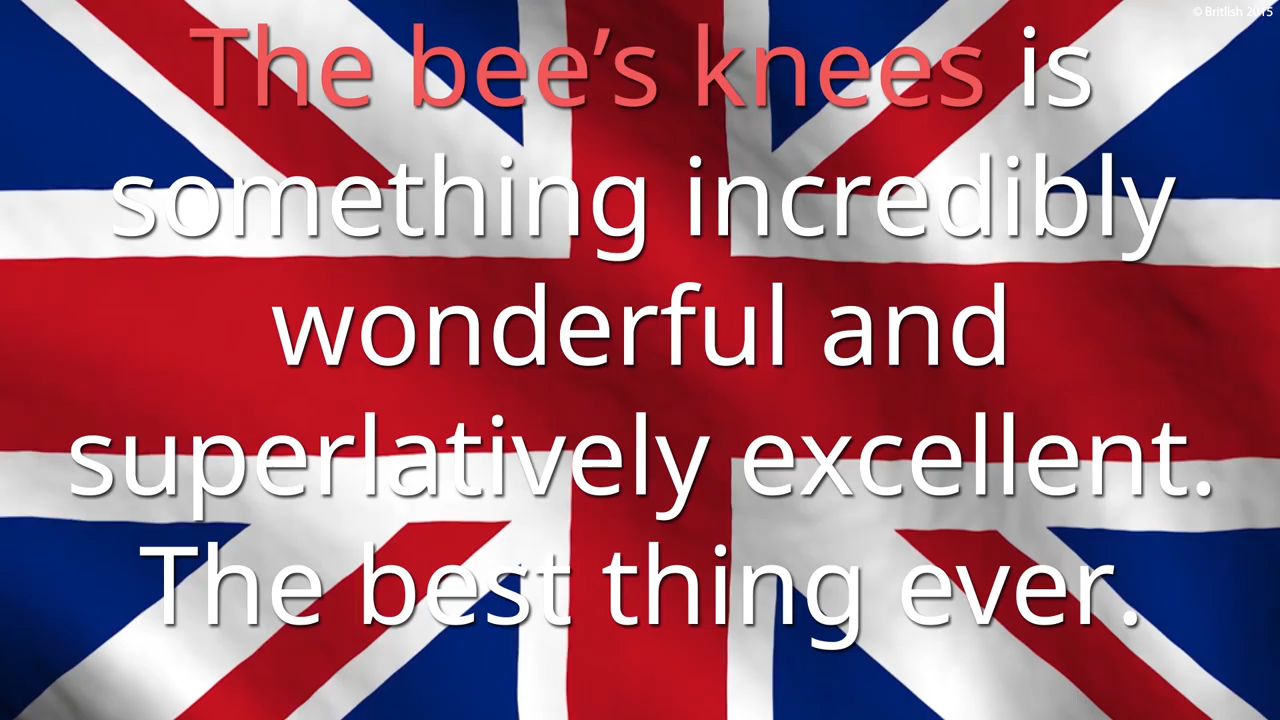 © Britlish 2015
The bee’s knees is
something incredibly
wonderful and
superlatively excellent.
The best thing ever.